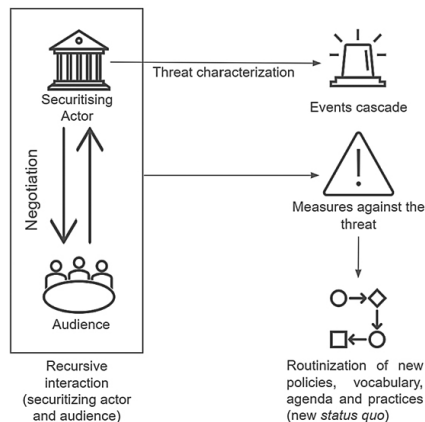 Securitising
Actor
Threat characterization
Events cascade
Negotiation
Measures against the
threat
Audience
Recursive
interaction
(securitizing actor
and audience)
Routinization of new
policies, vocabulary,
agenda and practices
(new status quo)